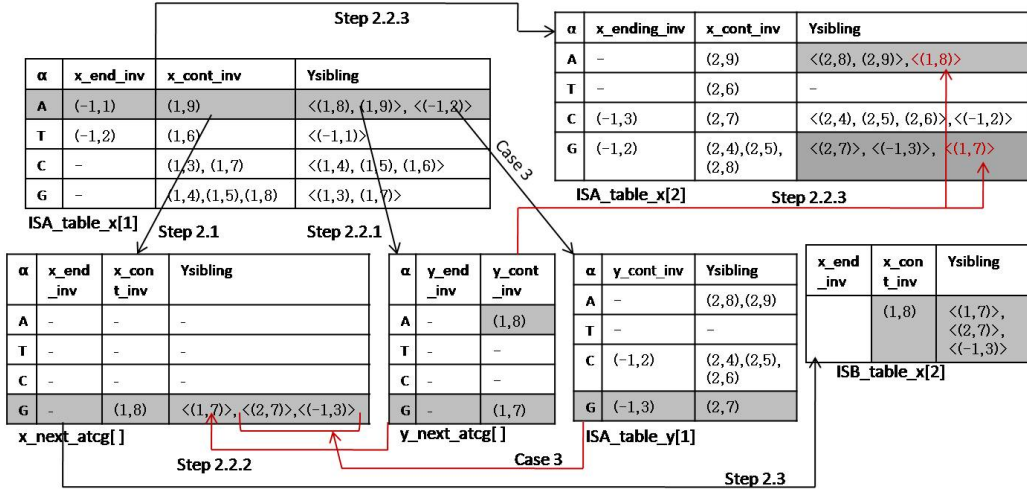 Step 2.2.3
α x_ending_inv x_cont_inv Ysibling
A - (2,9) <(2,8), (2,9)>,<(1,8)>
T - (2,6) -
C (-1,3) (2,7) <(2,4), (2,5), (2,6)>,<(-1,2)>
G (-1,2) (2,4)(2,5), <(2,7)>, <(-1,3)>, <(1,7)>
(2,8)
ISA_table_x[2]
α x_end_inv x_cont_inv Ysibling
A (-1,1) (1,9) <(1,8), (1,9)>, <(-1,2)>
T (-1,2) (1,6) <(-1,1)>
C - (1,3), (1,7) <(1,4), (1,5), (1,6)>
G - (1,4),(1,5),(1,8) <(1,3), (1,7)>
ISA_table_x[1]
Case 3
Step 2.2.3
Step 2.1
Step 2.2.1
α x_end x_con Ysibling
_inv t_inv
A - - -
T - - -
C - - -
G - (1,8) <(1,7)>, <(2,7)>,<(-1,3)>
x_next_atcg[ ]
α y_end y_cont
_inv _inv
A - (1,8)
T - -
C - -
G - (1,7)
y_next_atcg[ ]
α y_cont_inv Ysibling
A - (2,8),(2,9)
T - -
C (-1,2) (2,4)(2,5),
(2,6)
G (-1,3) (2,7)
ISA_table_y[1]
x_end x_con Ysibling
_inv t_inv
(1,8) <(1,7)>,
<(2,7)>,
<(-1,3)>
ISB_table_x[2]
Step 2.2.2
Case 3
Step 2.3